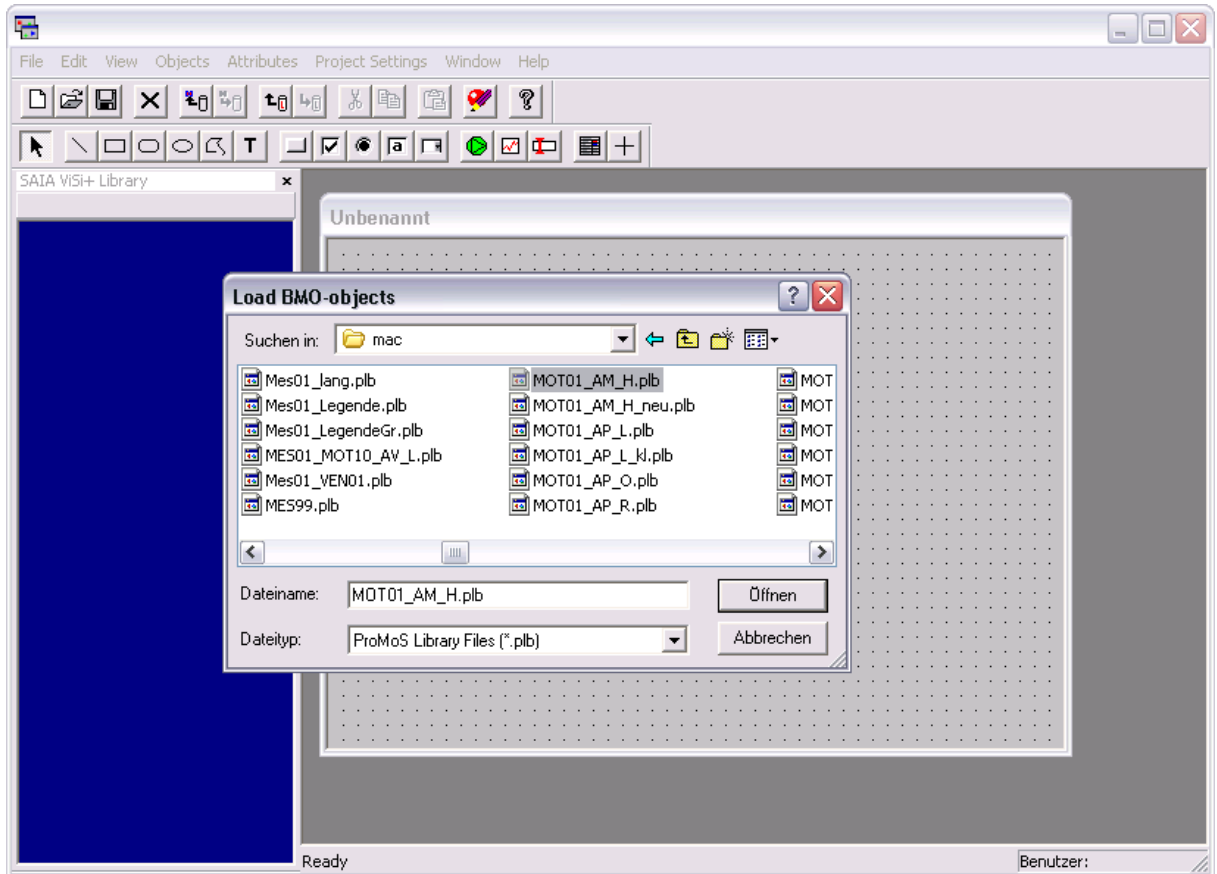 File Edit View Objects Attributes Project Settings Window Help
T
a
SAIA ViSi+ Library
Unbenannt
Load BMO-objects
Suchen in: mac
Mes01_lang.plb
Mes01_Legende.plb
Mes01_LegendeGr.plb
MES01_MOT10_AV_L.plb
Mes01_VEN01.plb
MES99.plb
MOT01_AM_H.plb
MOT01_AM_H_neu.plb
MOT01_AP_L.plb
MOT01_AP_L_kl.plb
MOT01_AP_O.plb
MOT01_AP_R.plb
MOT
MOT
MOT
MOT
MOT
MOT
Dateiname: MOT01_AM_H.plb
Öffnen
Dateityp: ProMoS Library Files (*.plb)
Abbrechen
Ready
Benutzer: